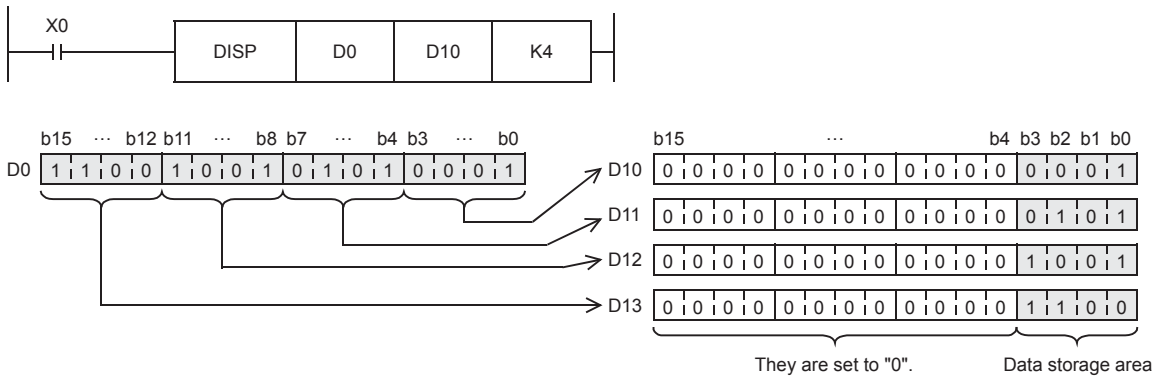 X0
DISP D0 D10 K4
b15 ··· b12 b11 ··· b8 b7 ··· b4 b3 ··· b0
D0 1 1 0 0 1 0 0 1 0 1 0 1 0 0 0 1
b15 ··· b4 b3 b2 b1 b0
D10 0 0 0 0 0 0 0 0 0 0 0 0 0 0 0 1
D11 0 0 0 0 0 0 0 0 0 0 0 0 0 1 0 1
D12 0 0 0 0 0 0 0 0 0 0 0 0 1 0 0 1
D13 0 0 0 0 0 0 0 0 0 0 0 0 1 1 0 0
They are set to "0". Data storage area